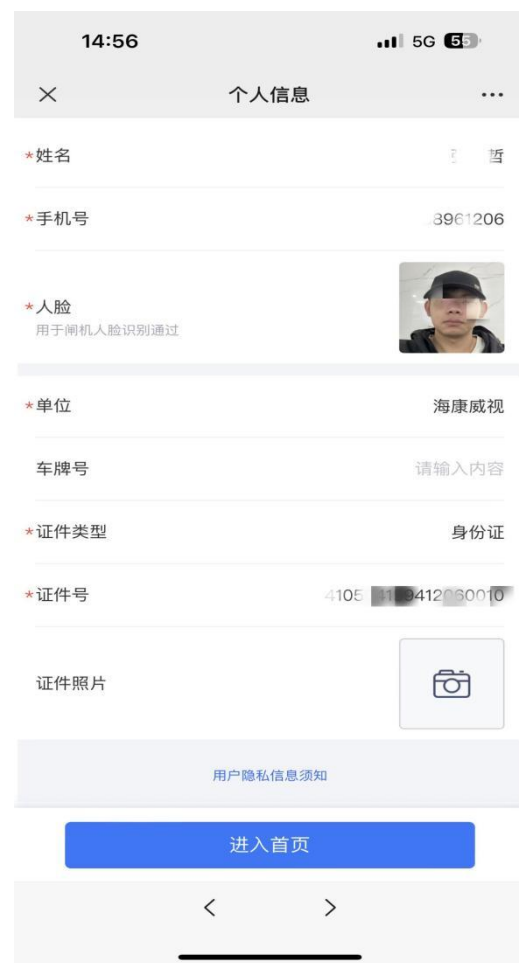 14:56 5G 55
个人信息
*姓名 哲
*手机号 8961206
*人脸
用于闸机人脸识别通过
*单位 海康威视
车牌号 请输入内容
*证件类型 身份证
*证件号
证件照片
用户隐私信息须知
进入首页